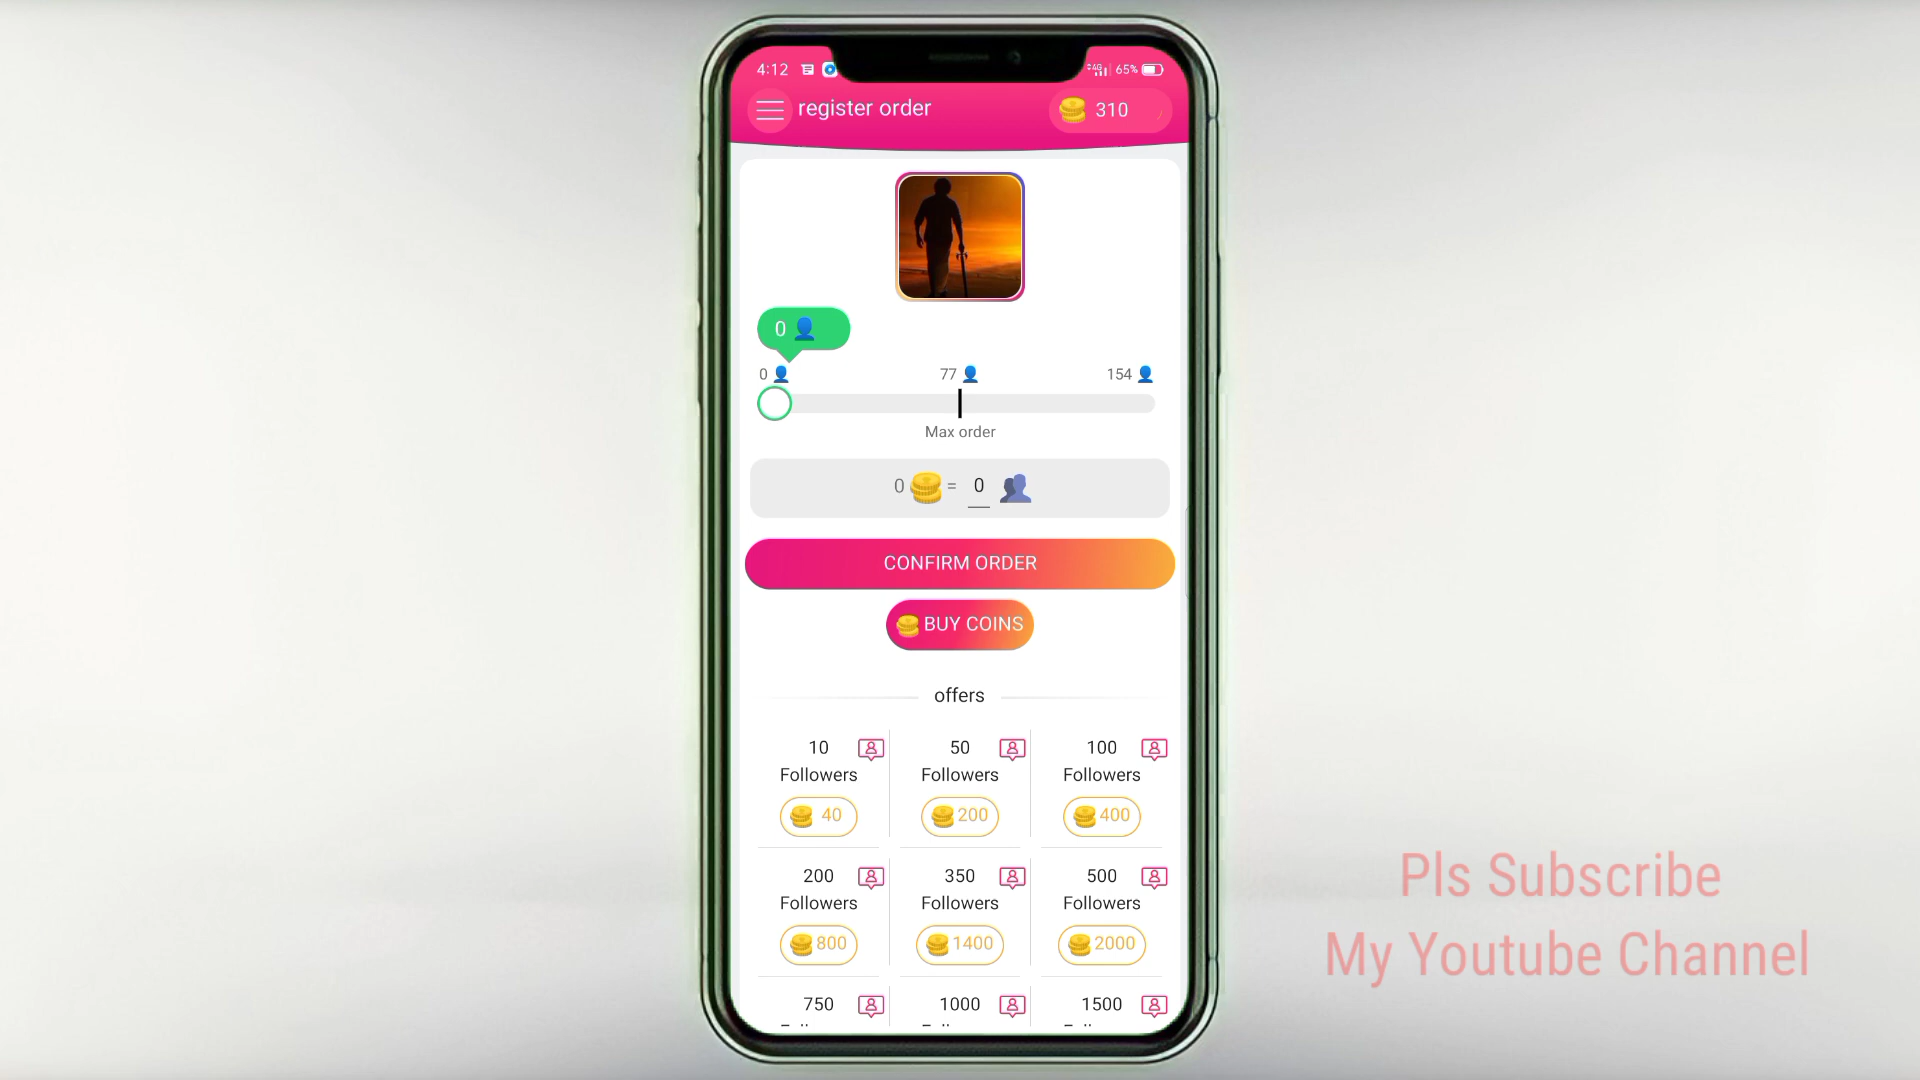 4:12 4G 65%
register order 310
0
0 77 154
Max order
0 = 0
CONFIRM ORDER
BUY COINS
offers
10 50 100
Followers Followers Followers
40 200 400
200 350 500
Followers Followers Followers
800 1400 2000
750 1000 1500
Pls Subscribe
My Youtube Channel